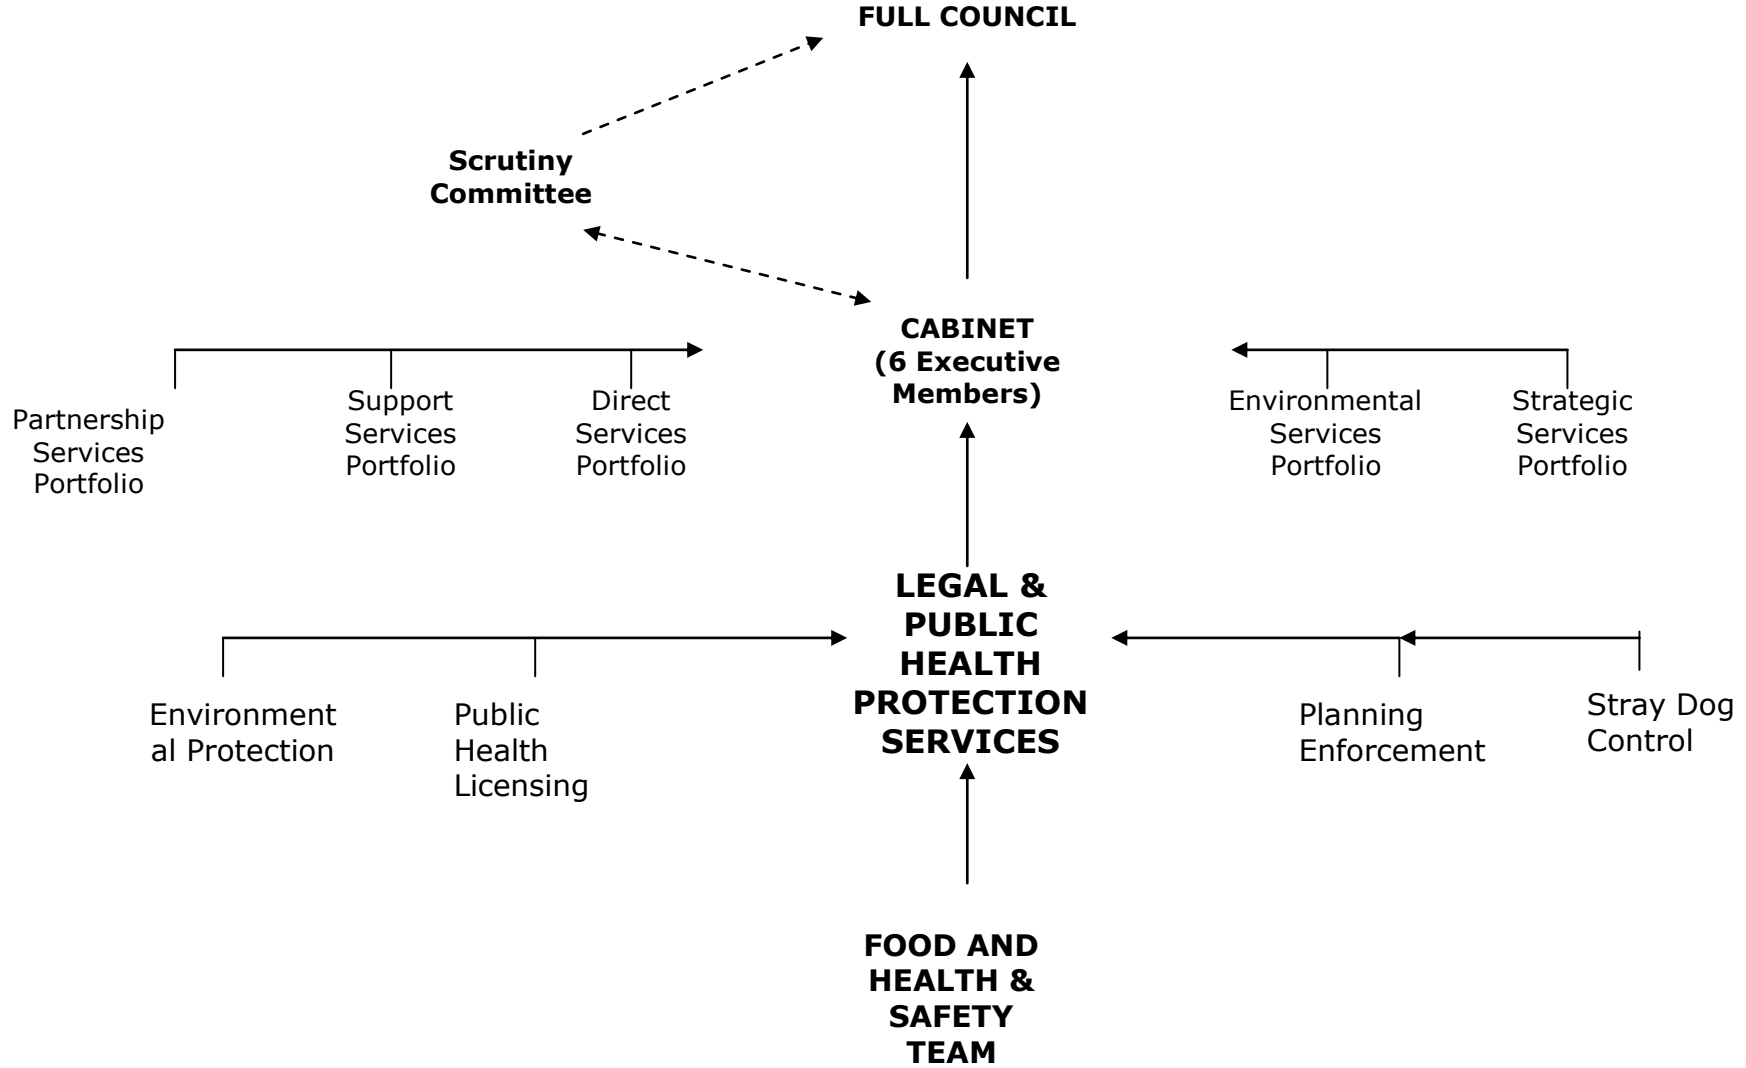 FULL COUNCIL
Scrutiny
Committee
CABINET
(6 Executive
Members)
Partnership
Services
Portfolio
Support
Services
Portfolio
Direct
Services
Portfolio
Environmental
Services
Portfolio
Strategic
Services
Portfolio
LEGAL &
PUBLIC
HEALTH
PROTECTION
SERVICES
Environment
al Protection
Public
Health
Licensing
Planning
Enforcement
Stray Dog
Control
FOOD AND
HEALTH &
SAFETY
TEAM